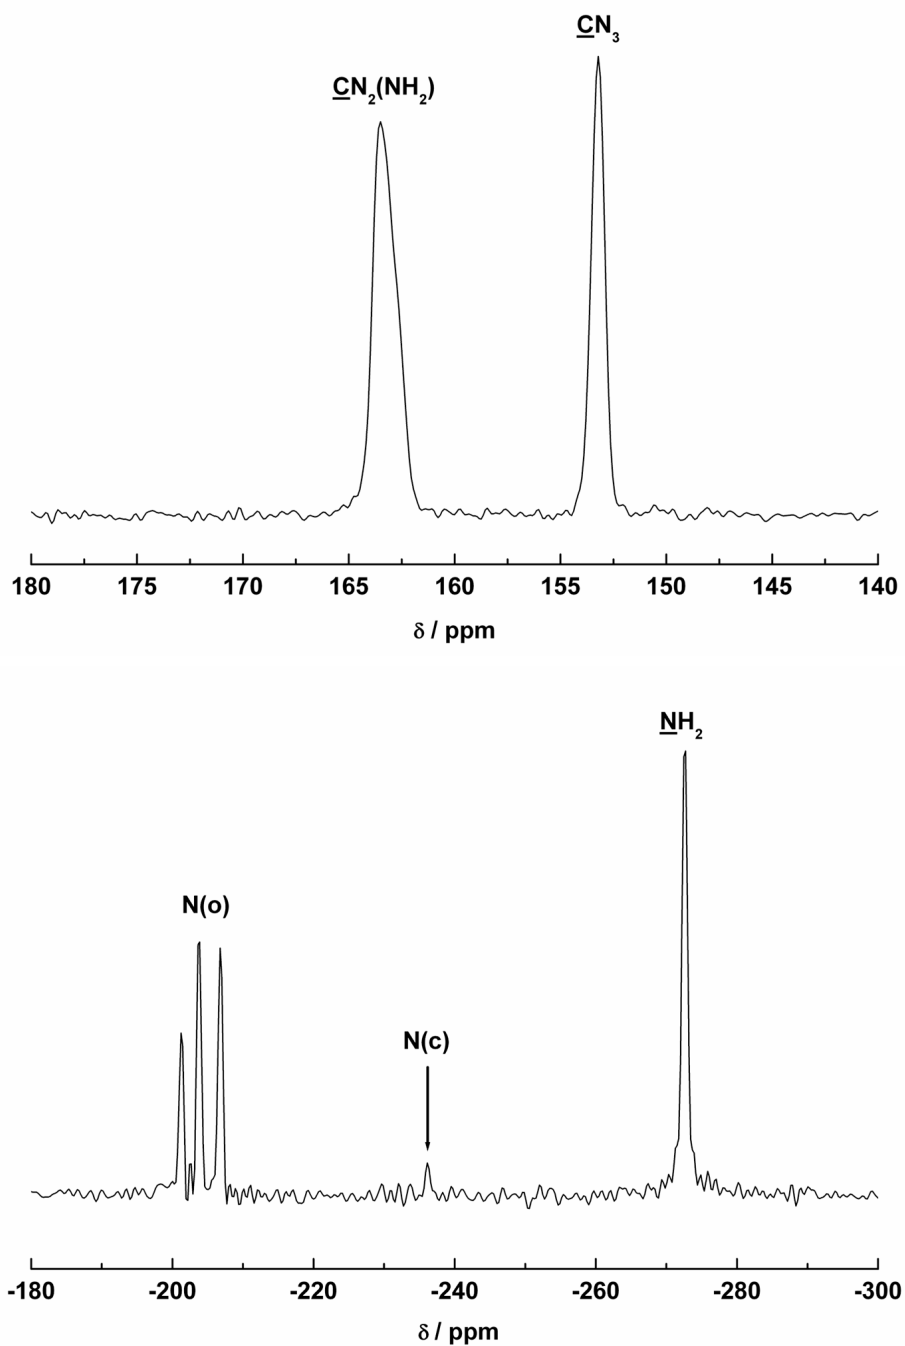 CN₃
CN₂(NH₂)
180 175 170 165 160 155 150 145 140
δ / ppm
NH₂
N(o)
N(c)
-180 -200 -220 -240 -260 -280 -300
δ / ppm